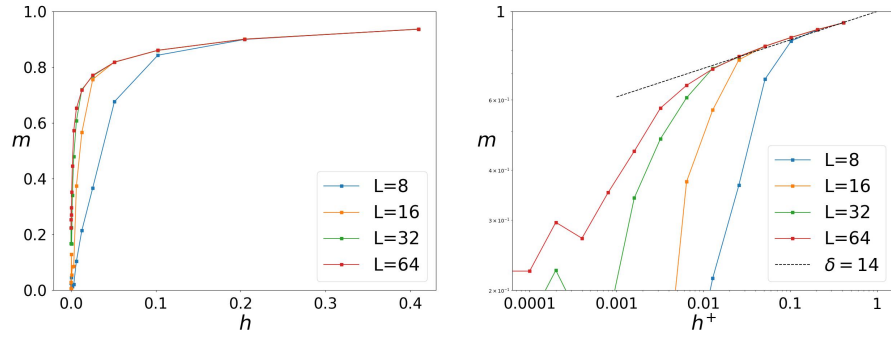 1.0
0.8
0.6
0.4
0.2
0.0
m
0.0
0.1
0.2
0.3
0.4
h
L=8
L=16
L=32
L=64
1
6 × 10⁻¹
4 × 10⁻¹
3 × 10⁻¹
2 × 10⁻¹
m
0.0001
0.001
0.01
0.1
1
h⁺
L=8
L=16
L=32
L=64
δ = 14